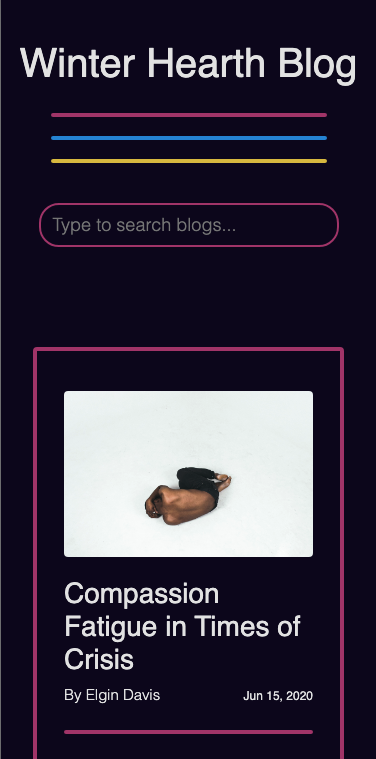 Winter Hearth Blog
Type to search blogs...
Compassion
Fatigue in Times of
Crisis
By Elgin Davis
Jun 15, 2020